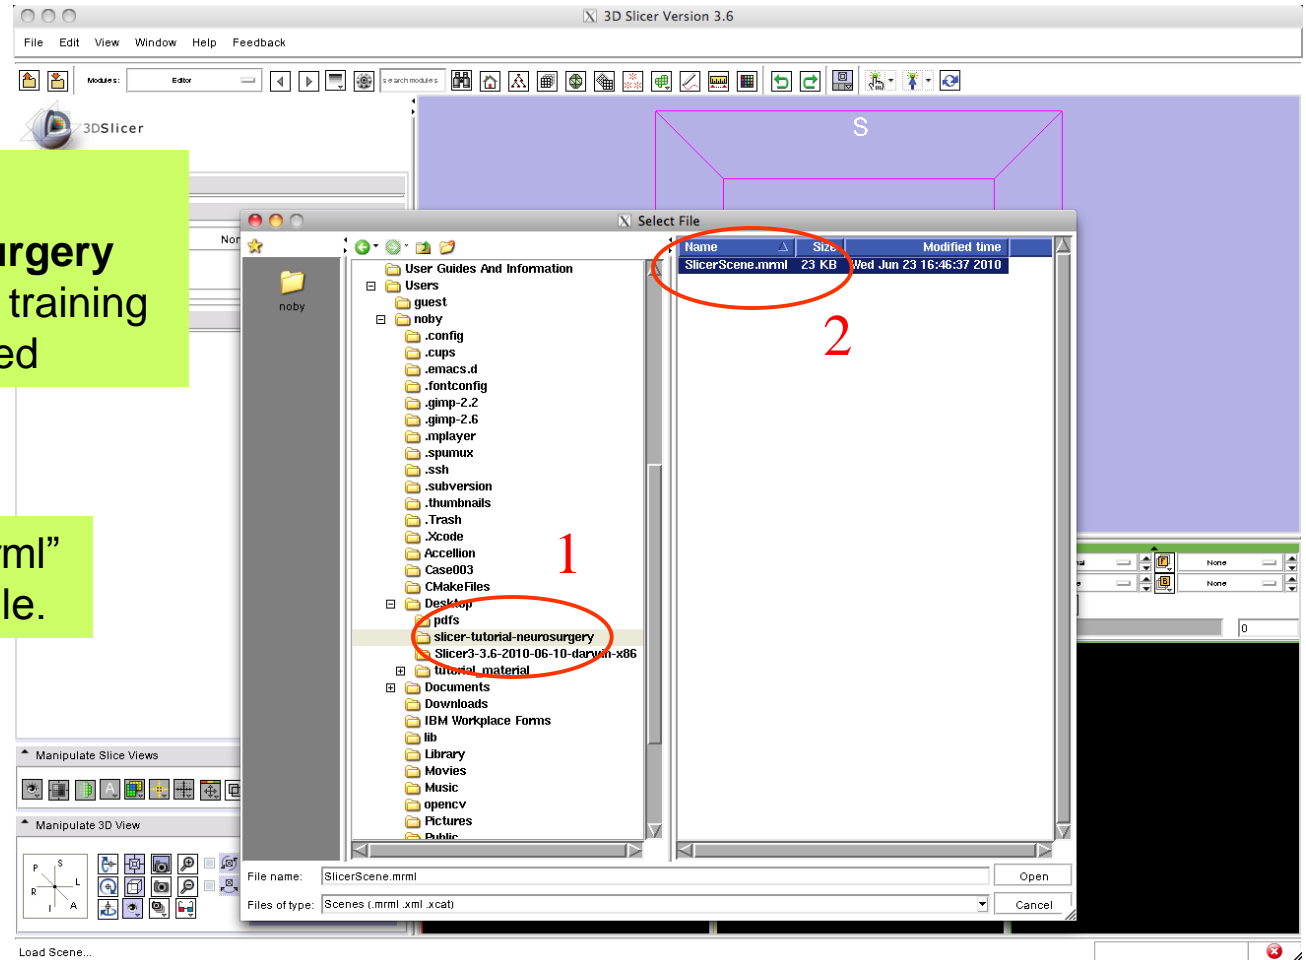 3D Slicer Version 3.6
File Edit View Window Help Feedback
Modules: Editor searchmodules
3DSlicer
S
urgery
training
ed
rml”
le.
Select File
noby
User Guides And Information
Users
guest
noby
.config
.cups
.emacs.d
.fontconfig
.gimp-2.2
.gimp-2.6
.mplayer
.spumux
.ssh
.subversion
.thumbnails
.Trash
.Xcode
Accellion
Case003
CMakeFiles
Desktop
pdfs
slicer-tutorial-neurosurgery
Slicer3-3.6-2010-06-10-darwin-x86
tutorial_material
Documents
Downloads
IBM Workplace Forms
lib
Library
Movies
Music
opencv
Pictures
Public
1
Name Size Modified time
SlicerScene.mrml 23 KB Wed Jun 23 16:46:37 2010
2
File name: SlicerScene.mrml Open
Files of type: Scenes (.mrml .xml .xcat) Cancel
None
None
0
Manipulate Slice Views
Manipulate 3D View
P S L R I A
Load Scene...